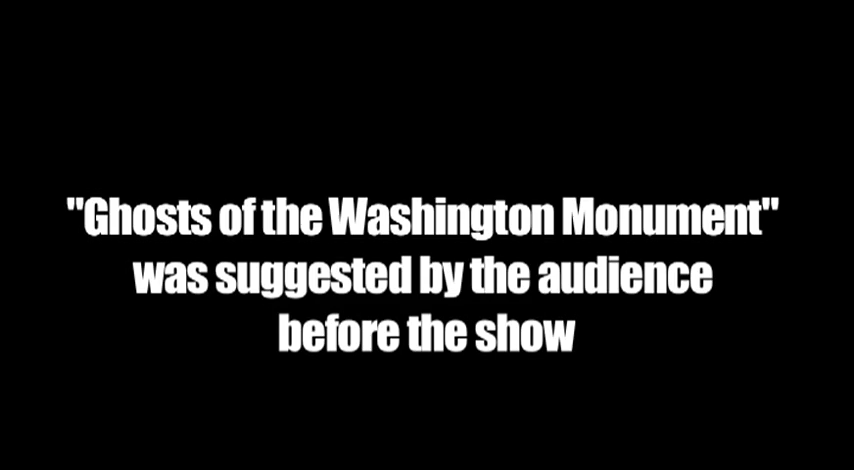 "Ghosts of the Washington Monument"
was suggested by the audience
before the show